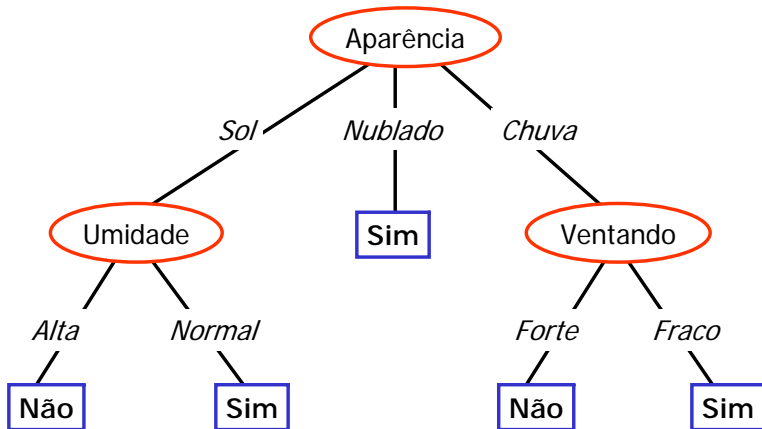 Aparência
Sol Nublado Chuva
Umidade Sim Ventando
Alta Normal Forte Fraco
Não Sim Não Sim